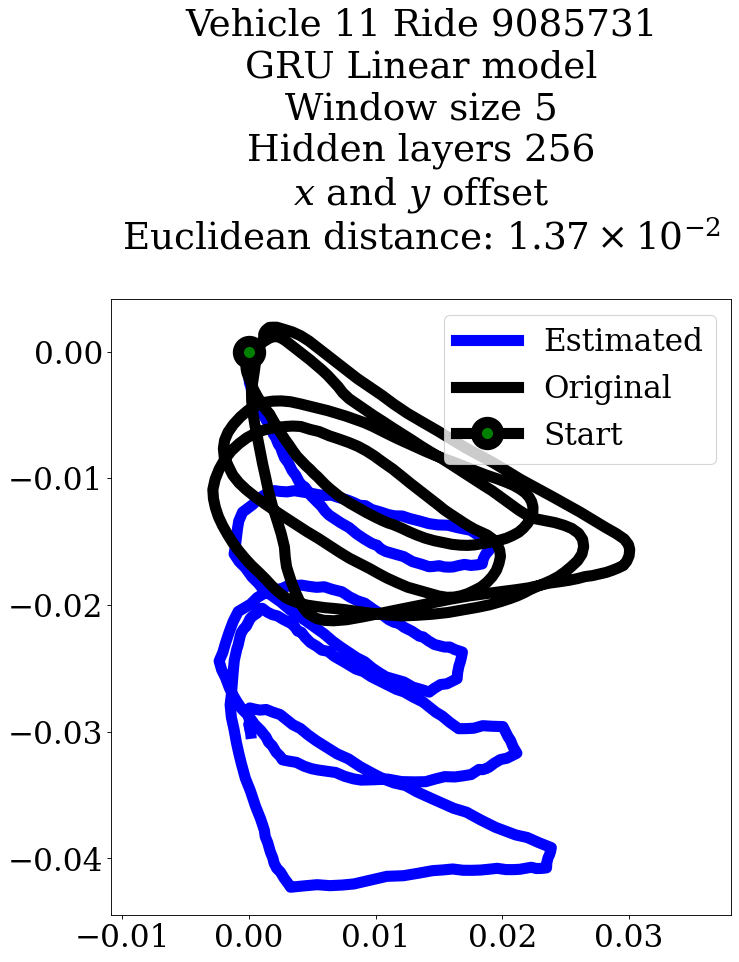 Vehicle 11 Ride 9085731
GRU Linear model
Window size 5
Hidden layers 256
x and y offset
Euclidean distance: 1.37 × 10⁻²
Estimated
Original
Start
0.00
−0.01
−0.02
−0.03
−0.04
−0.01 0.00 0.01 0.02 0.03